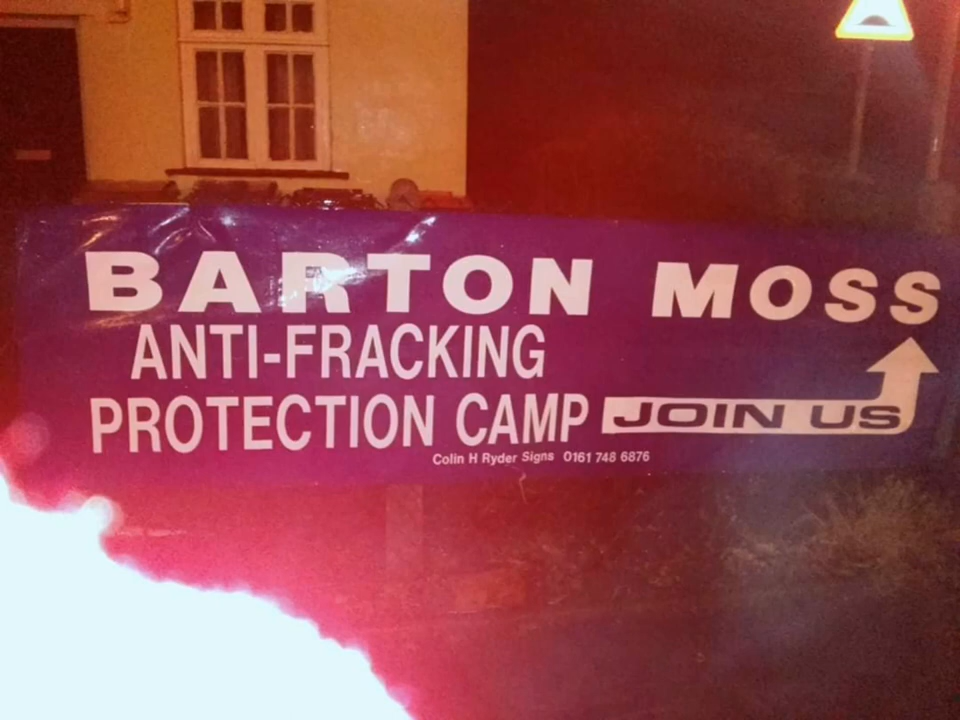 BARTON MOSS
ANTI-FRACKING
PROTECTION CAMP JOIN US
Colin H Ryder Signs 0161 748 6876